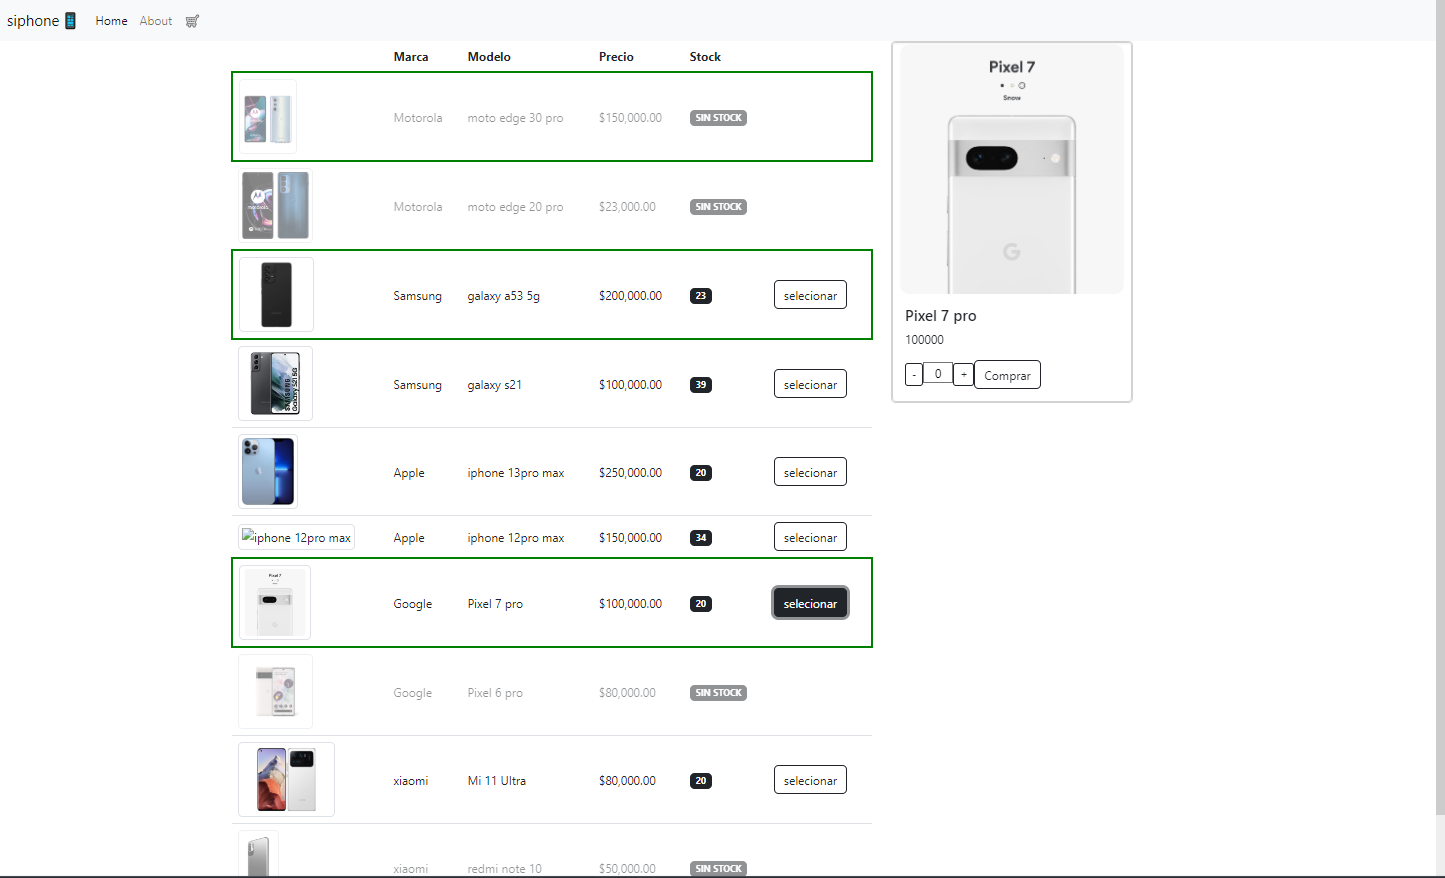 siphone Home About
Marca Modelo Precio Stock
Motorola moto edge 30 pro $150,000.00 SIN STOCK
Motorola moto edge 20 pro $23,000.00 SIN STOCK
Samsung galaxy a53 5g $200,000.00 23 selecionar
Samsung galaxy s21 $100,000.00 39 selecionar
Apple iphone 13pro max $250,000.00 20 selecionar
iphone 12pro max Apple iphone 12pro max $150,000.00 34 selecionar
Google Pixel 7 pro $100,000.00 20 selecionar
Google Pixel 6 pro $80,000.00 SIN STOCK
xiaomi Mi 11 Ultra $80,000.00 20 selecionar
xiaomi redmi note 10 $50,000.00 SIN STOCK
Pixel 7
Snow
G
Pixel 7 pro
100000
- 0 + Comprar